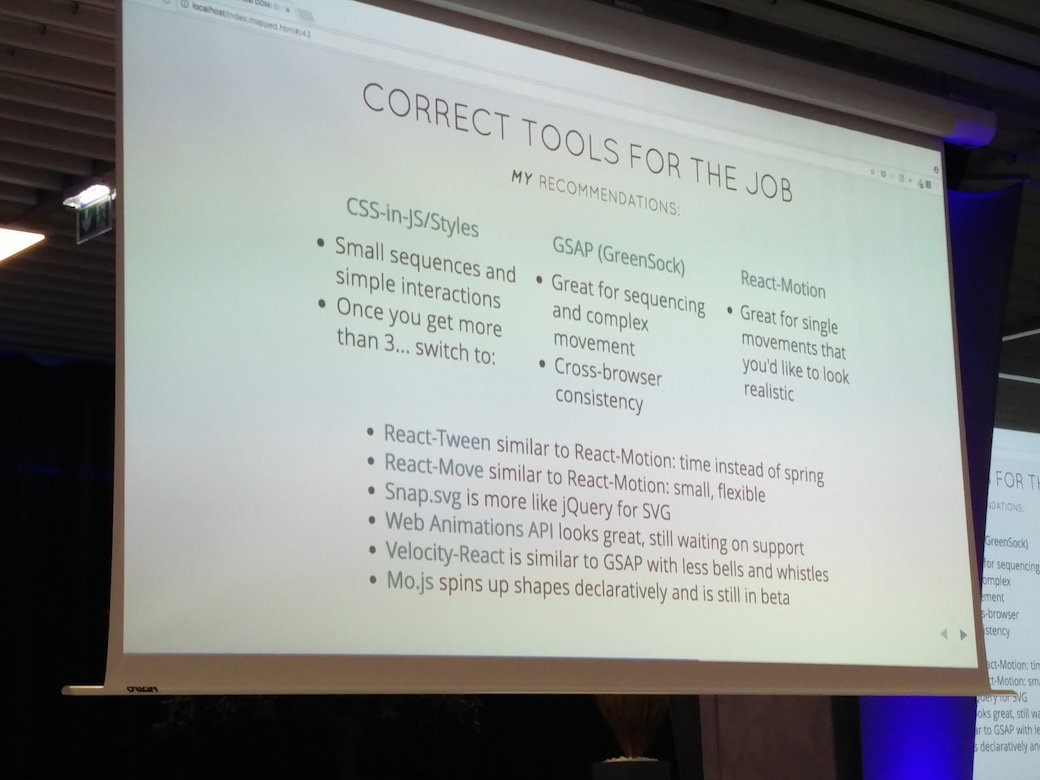 localhost/index.mapped.html#/42
CORRECT TOOLS FOR THE JOB
MY RECOMMENDATIONS:
CSS-in-JS/Styles
• Small sequences and
simple interactions
• Once you get more
than 3... switch to:
GSAP (GreenSock)
• Great for sequencing
and complex
movement
• Cross-browser
consistency
React-Motion
• Great for single
movements that
you'd like to look
realistic
• React-Tween similar to React-Motion: time instead of spring
• React-Move similar to React-Motion: small, flexible
• Snap.svg is more like jQuery for SVG
• Web Animations API looks great, still waiting on support
• Velocity-React is similar to GSAP with less bells and whistles
• Mo.js spins up shapes declaratively and is still in beta
FOR
GreenSock)
for sequencing
omplex
ement
s-browser
istency
act-Motion: tim
ct-Motion: sma
query for SVG
oks great, still wa
ar to GSAP with le
s declaratively an